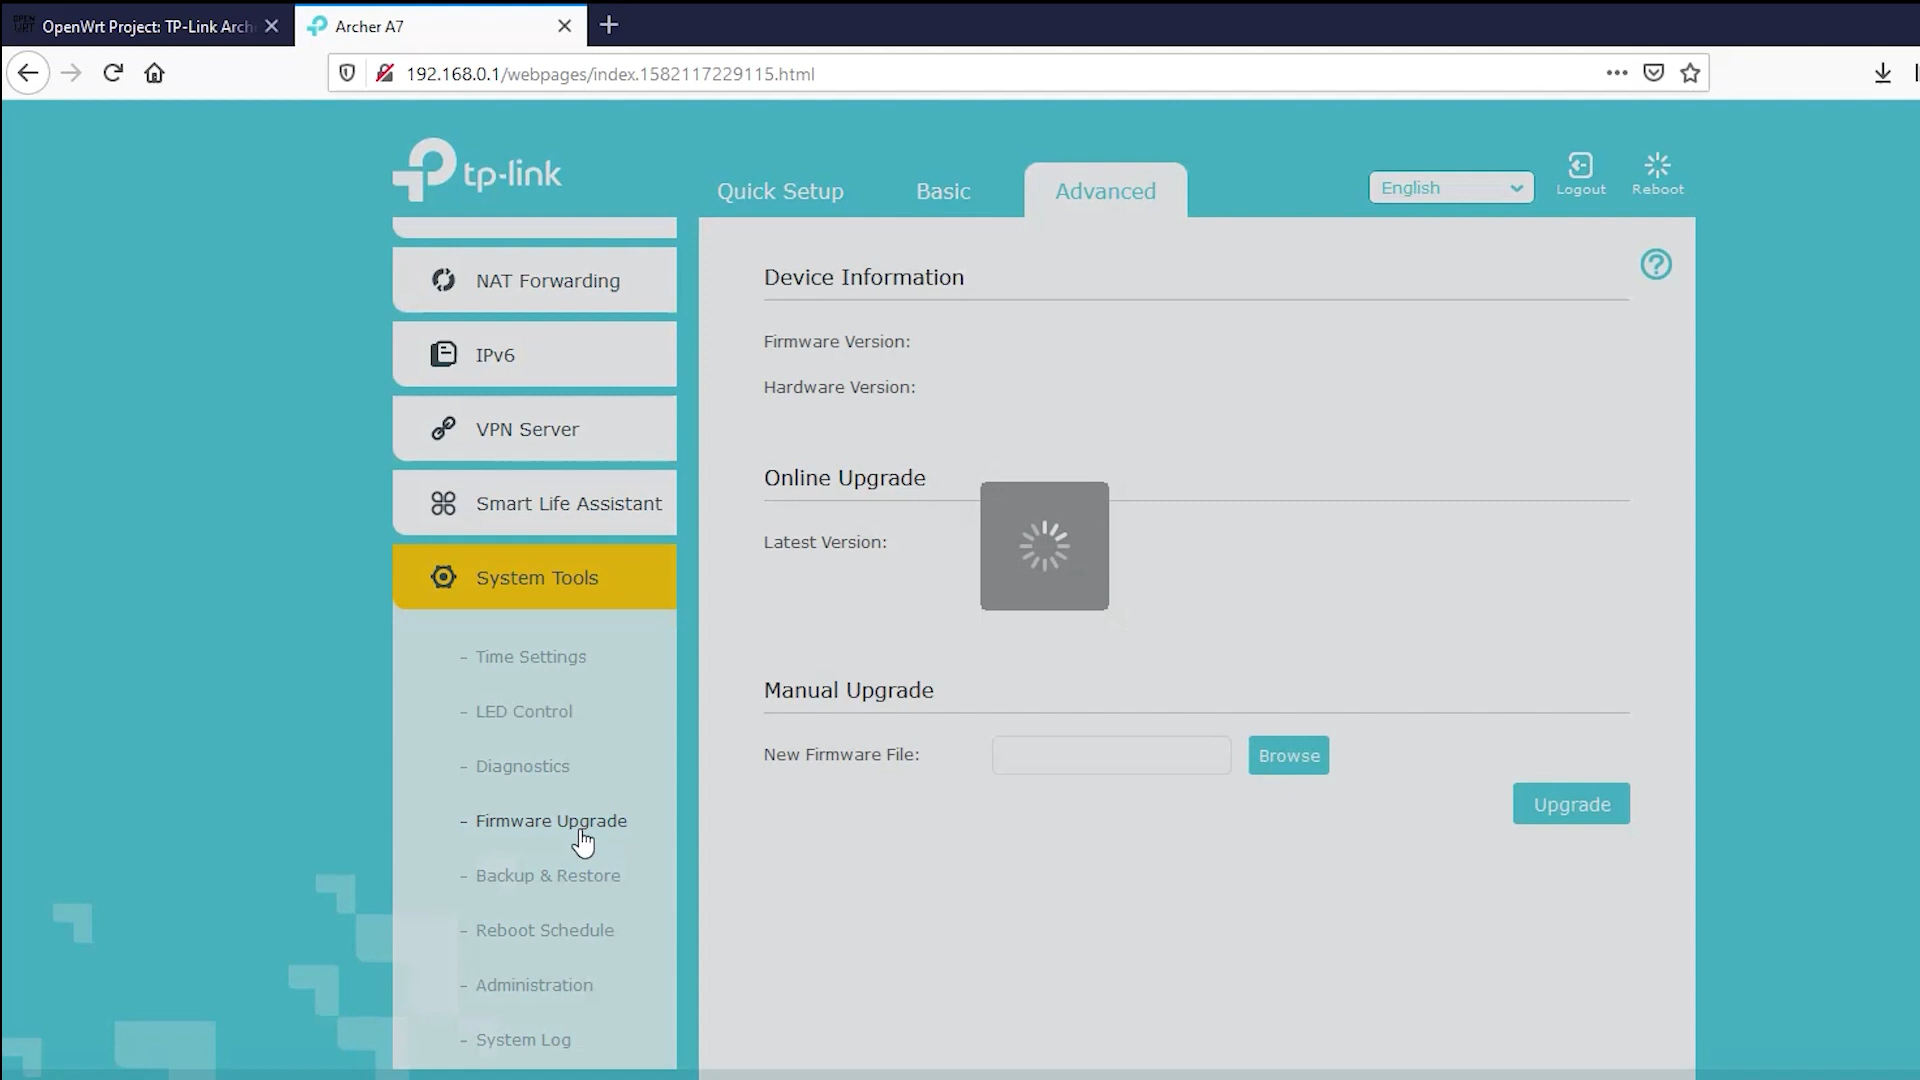 OPEN
WRT
OpenWrt Project: TP-Link Arch
Archer A7
192.168.0.1/webpages/index.1582117229115.html
tp-link
Quick Setup
Basic
Advanced
English
Logout
Reboot
NAT Forwarding
IPv6
VPN Server
Smart Life Assistant
System Tools
- Time Settings
- LED Control
- Diagnostics
- Firmware Upgrade
- Backup & Restore
- Reboot Schedule
- Administration
- System Log
Device Information
Firmware Version:
Hardware Version:
Online Upgrade
Latest Version:
Manual Upgrade
New Firmware File:
Browse
Upgrade